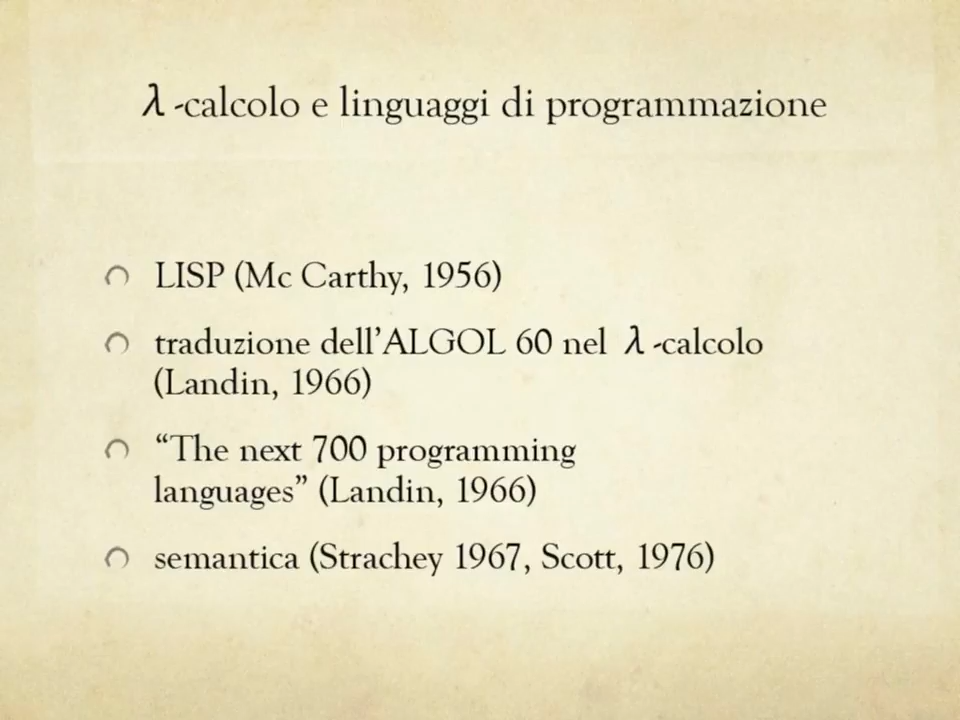 λ -calcolo e linguaggi di programmazione
LISP (Mc Carthy, 1956)
traduzione dell’ALGOL 60 nel λ -calcolo
(Landin, 1966)
“The next 700 programming
languages” (Landin, 1966)
semantica (Strachey 1967, Scott, 1976)